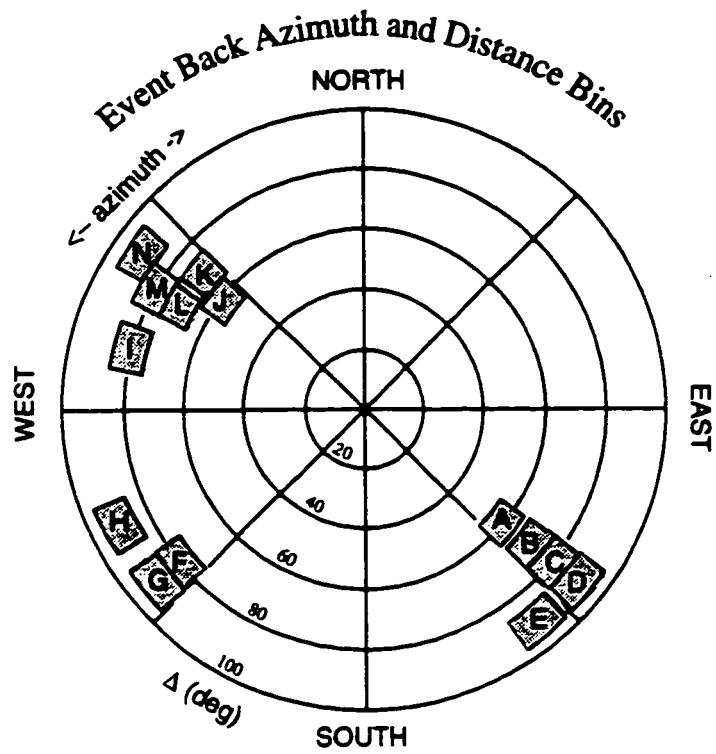 Event Back Azimuth and Distance Bins
NORTH
<-- azimuth ->
N
K
M
L
J
I
WEST
EAST
20
40
60
80
100
A
B
C
D
E
F
G
H
Δ (deg)
SOUTH